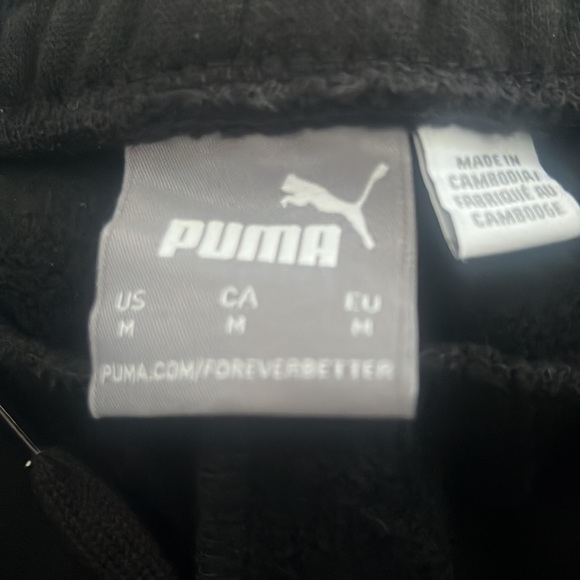 PUMA
US CA EU
M M M
PUMA.COM/FOREVERBETTER
MADE IN
CAMBODIA/
FABRIQUÉ AU
CAMBODGE